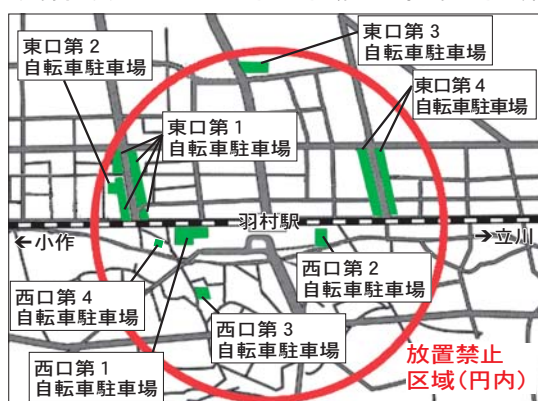 東口第2
自転車駐車場
東口第3
自転車駐車場
東口第1
自転車駐車場
東口第4
自転車駐車場
羽村駅
←小作
→立川
西口第4
自転車駐車場
西口第2
自転車駐車場
西口第3
自転車駐車場
西口第1
自転車駐車場
放置禁止
区域(円内)